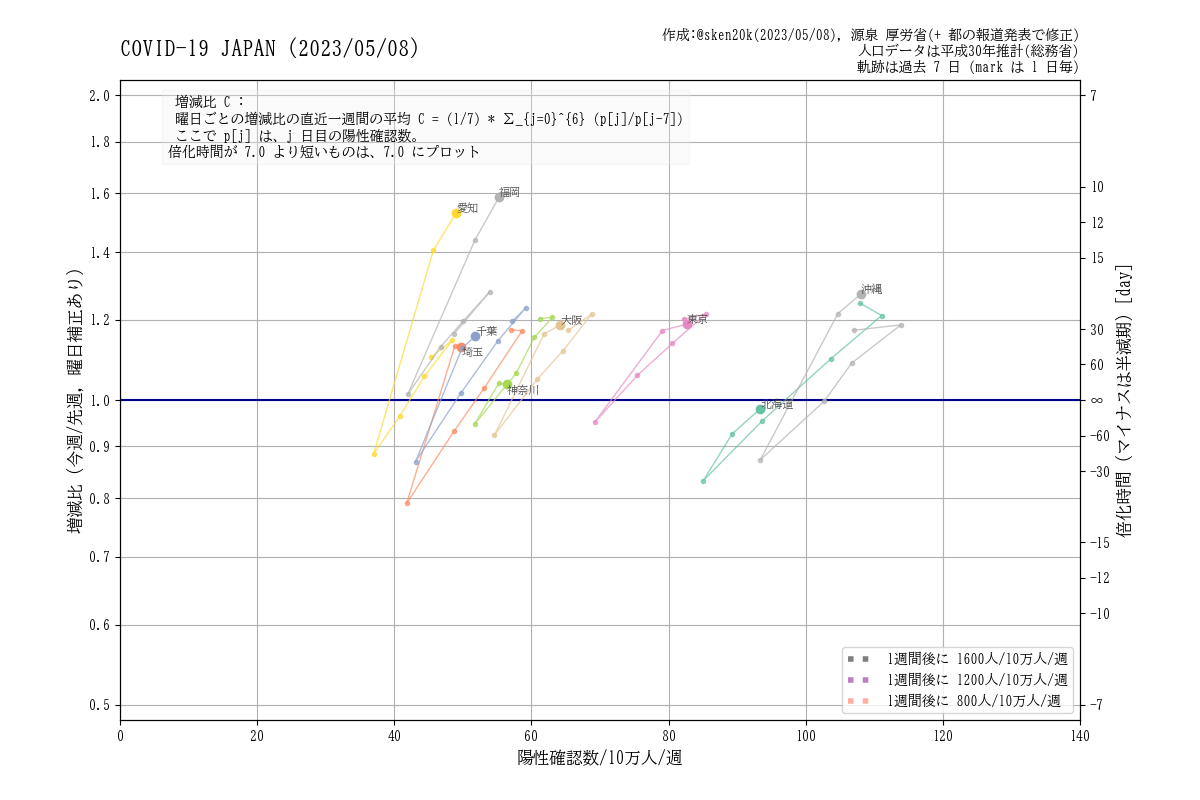 COVID-19 JAPAN (2023/05/08)
作成:@sken20k(2023/05/08), 源泉 厚労省(+ 都の報道発表で修正)
人口データは平成30年推計(総務省)
軌跡は過去 7 日 (mark は 1 日毎)
増減比 C :
曜日ごとの増減比の直近一週間の平均 C = (1/7) * Σ_{j=0}^{6} (p[j]/p[j-7])
ここで p[j] は、j 日目の陽性確認数。
倍化時間が 7.0 より短いものは、7.0 にプロット
増減比 (今週/先週, 曜日補正あり)
2.0
1.8
1.6
1.4
1.2
1.0
0.9
0.8
0.7
0.6
0.5
福岡
愛知
沖縄
大阪
東京
千葉
埼玉
神奈川
北海道
7
10
12
15
30
60
∞
-60
-30
-15
-12
-10
-7
倍化時間 (マイナスは半減期) [day]
1週間後に 1600人/10万人/週
1週間後に 1200人/10万人/週
1週間後に 800人/10万人/週
0 20 40 60 80 100 120 140
陽性確認数/10万人/週